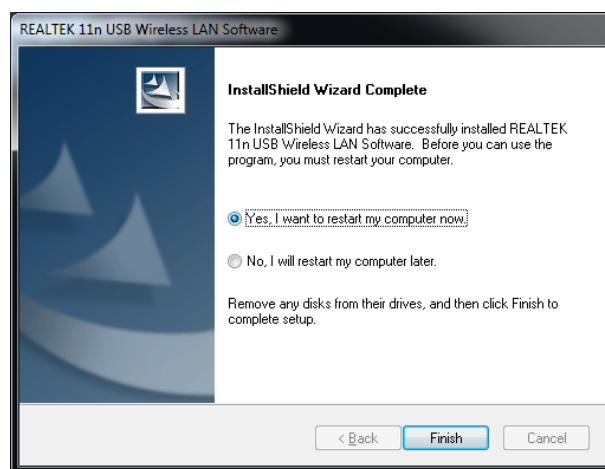 REALTEK 11n USB Wireless LAN Software
InstallShield Wizard Complete
The InstallShield Wizard has successfully installed REALTEK
11n USB Wireless LAN Software. Before you can use the
program, you must restart your computer.
Yes, I want to restart my computer now.
No, I will restart my computer later.
Remove any disks from their drives, and then click Finish to
complete setup.
< Back
Finish
Cancel